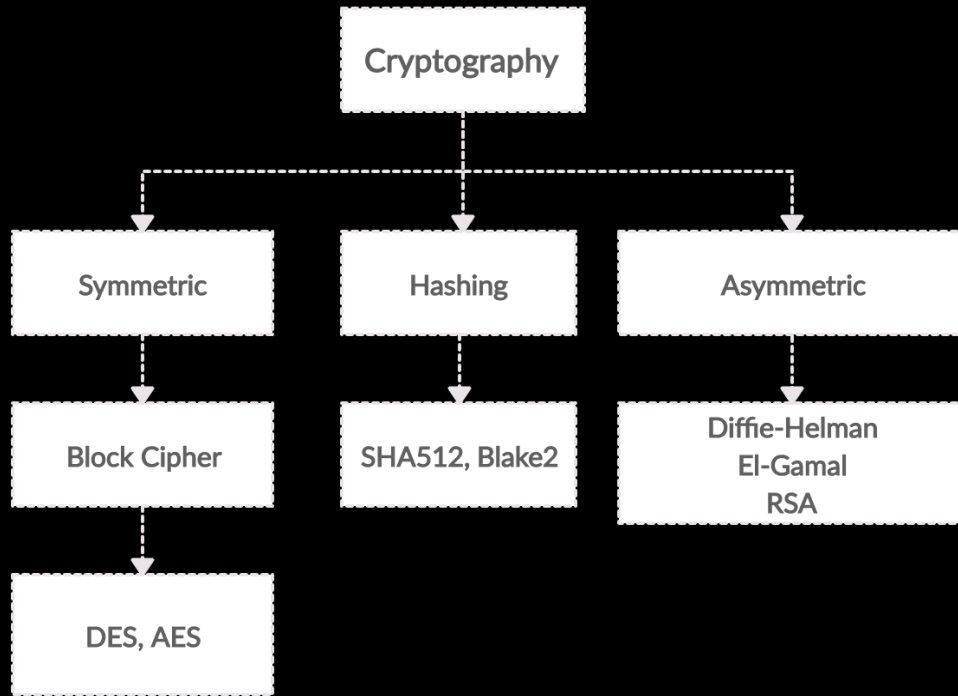 Cryptography
Symmetric
Hashing
Asymmetric
Block Cipher
SHA512, Blake2
Diffie-Helman
El-Gamal
RSA
DES, AES